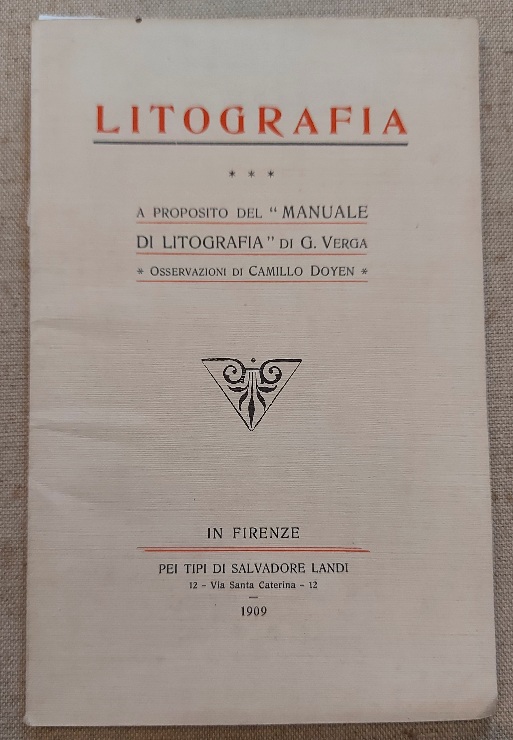 LITOGRAFIA
* * *
A PROPOSITO DEL “ MANUALE
DI LITOGRAFIA ” DI G. VERGA
* OSSERVAZIONI DI CAMILLO DOYEN *
IN FIRENZE
PEI TIPI DI SALVADORE LANDI
12 - Via Santa Caterina - 12
—
1909